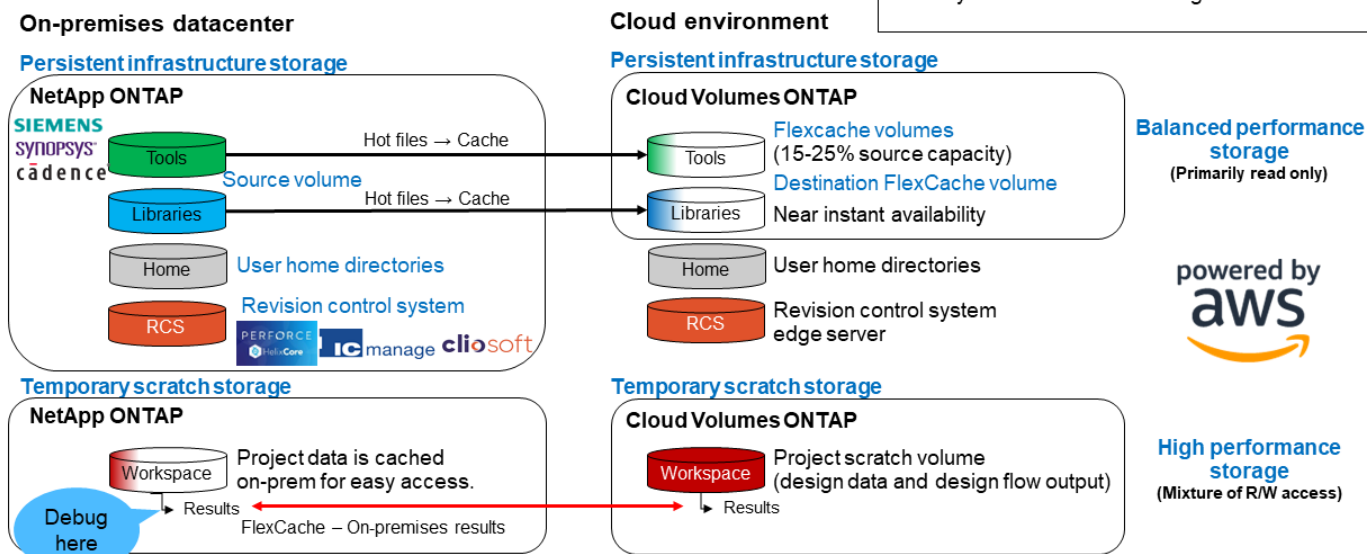 On-premises datacenter
Cloud environment
Persistent infrastructure storage
Persistent infrastructure storage
NetApp ONTAP
Cloud Volumes ONTAP
SIEMENS
SYNOPSYS
cādence
Tools
Hot files → Cache
Tools
Flexcache volumes
(15-25% source capacity)
Balanced performance
storage
(Primarily read only)
Source volume
Destination FlexCache volume
Libraries
Hot files → Cache
Libraries
Near instant availability
Home
User home directories
Home
User home directories
powered by
aws
Revision control system
RCS
PERFORCE
HelixCore
IC manage
cliosoft
RCS
Revision control system
edge server
Temporary scratch storage
Temporary scratch storage
NetApp ONTAP
Cloud Volumes ONTAP
Workspace
Project data is cached
on-prem for easy access.
Workspace
Project scratch volume
(design data and design flow output)
High performance
storage
(Mixture of R/W access)
Results
Results
FlexCache – On-premises results
Debug
here